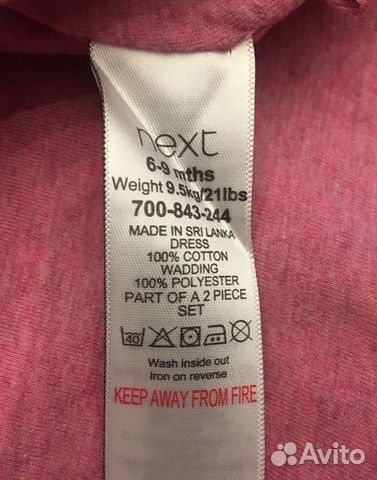 next
6-9 mths
Weight 9.5kg/21lbs
700-843-244
MADE IN SRI LANKA
DRESS
100% COTTON
WADDING
100% POLYESTER
PART OF A 2 PIECE
SET
40
Wash inside out
Iron on reverse
KEEP AWAY FROM FIRE
Avito